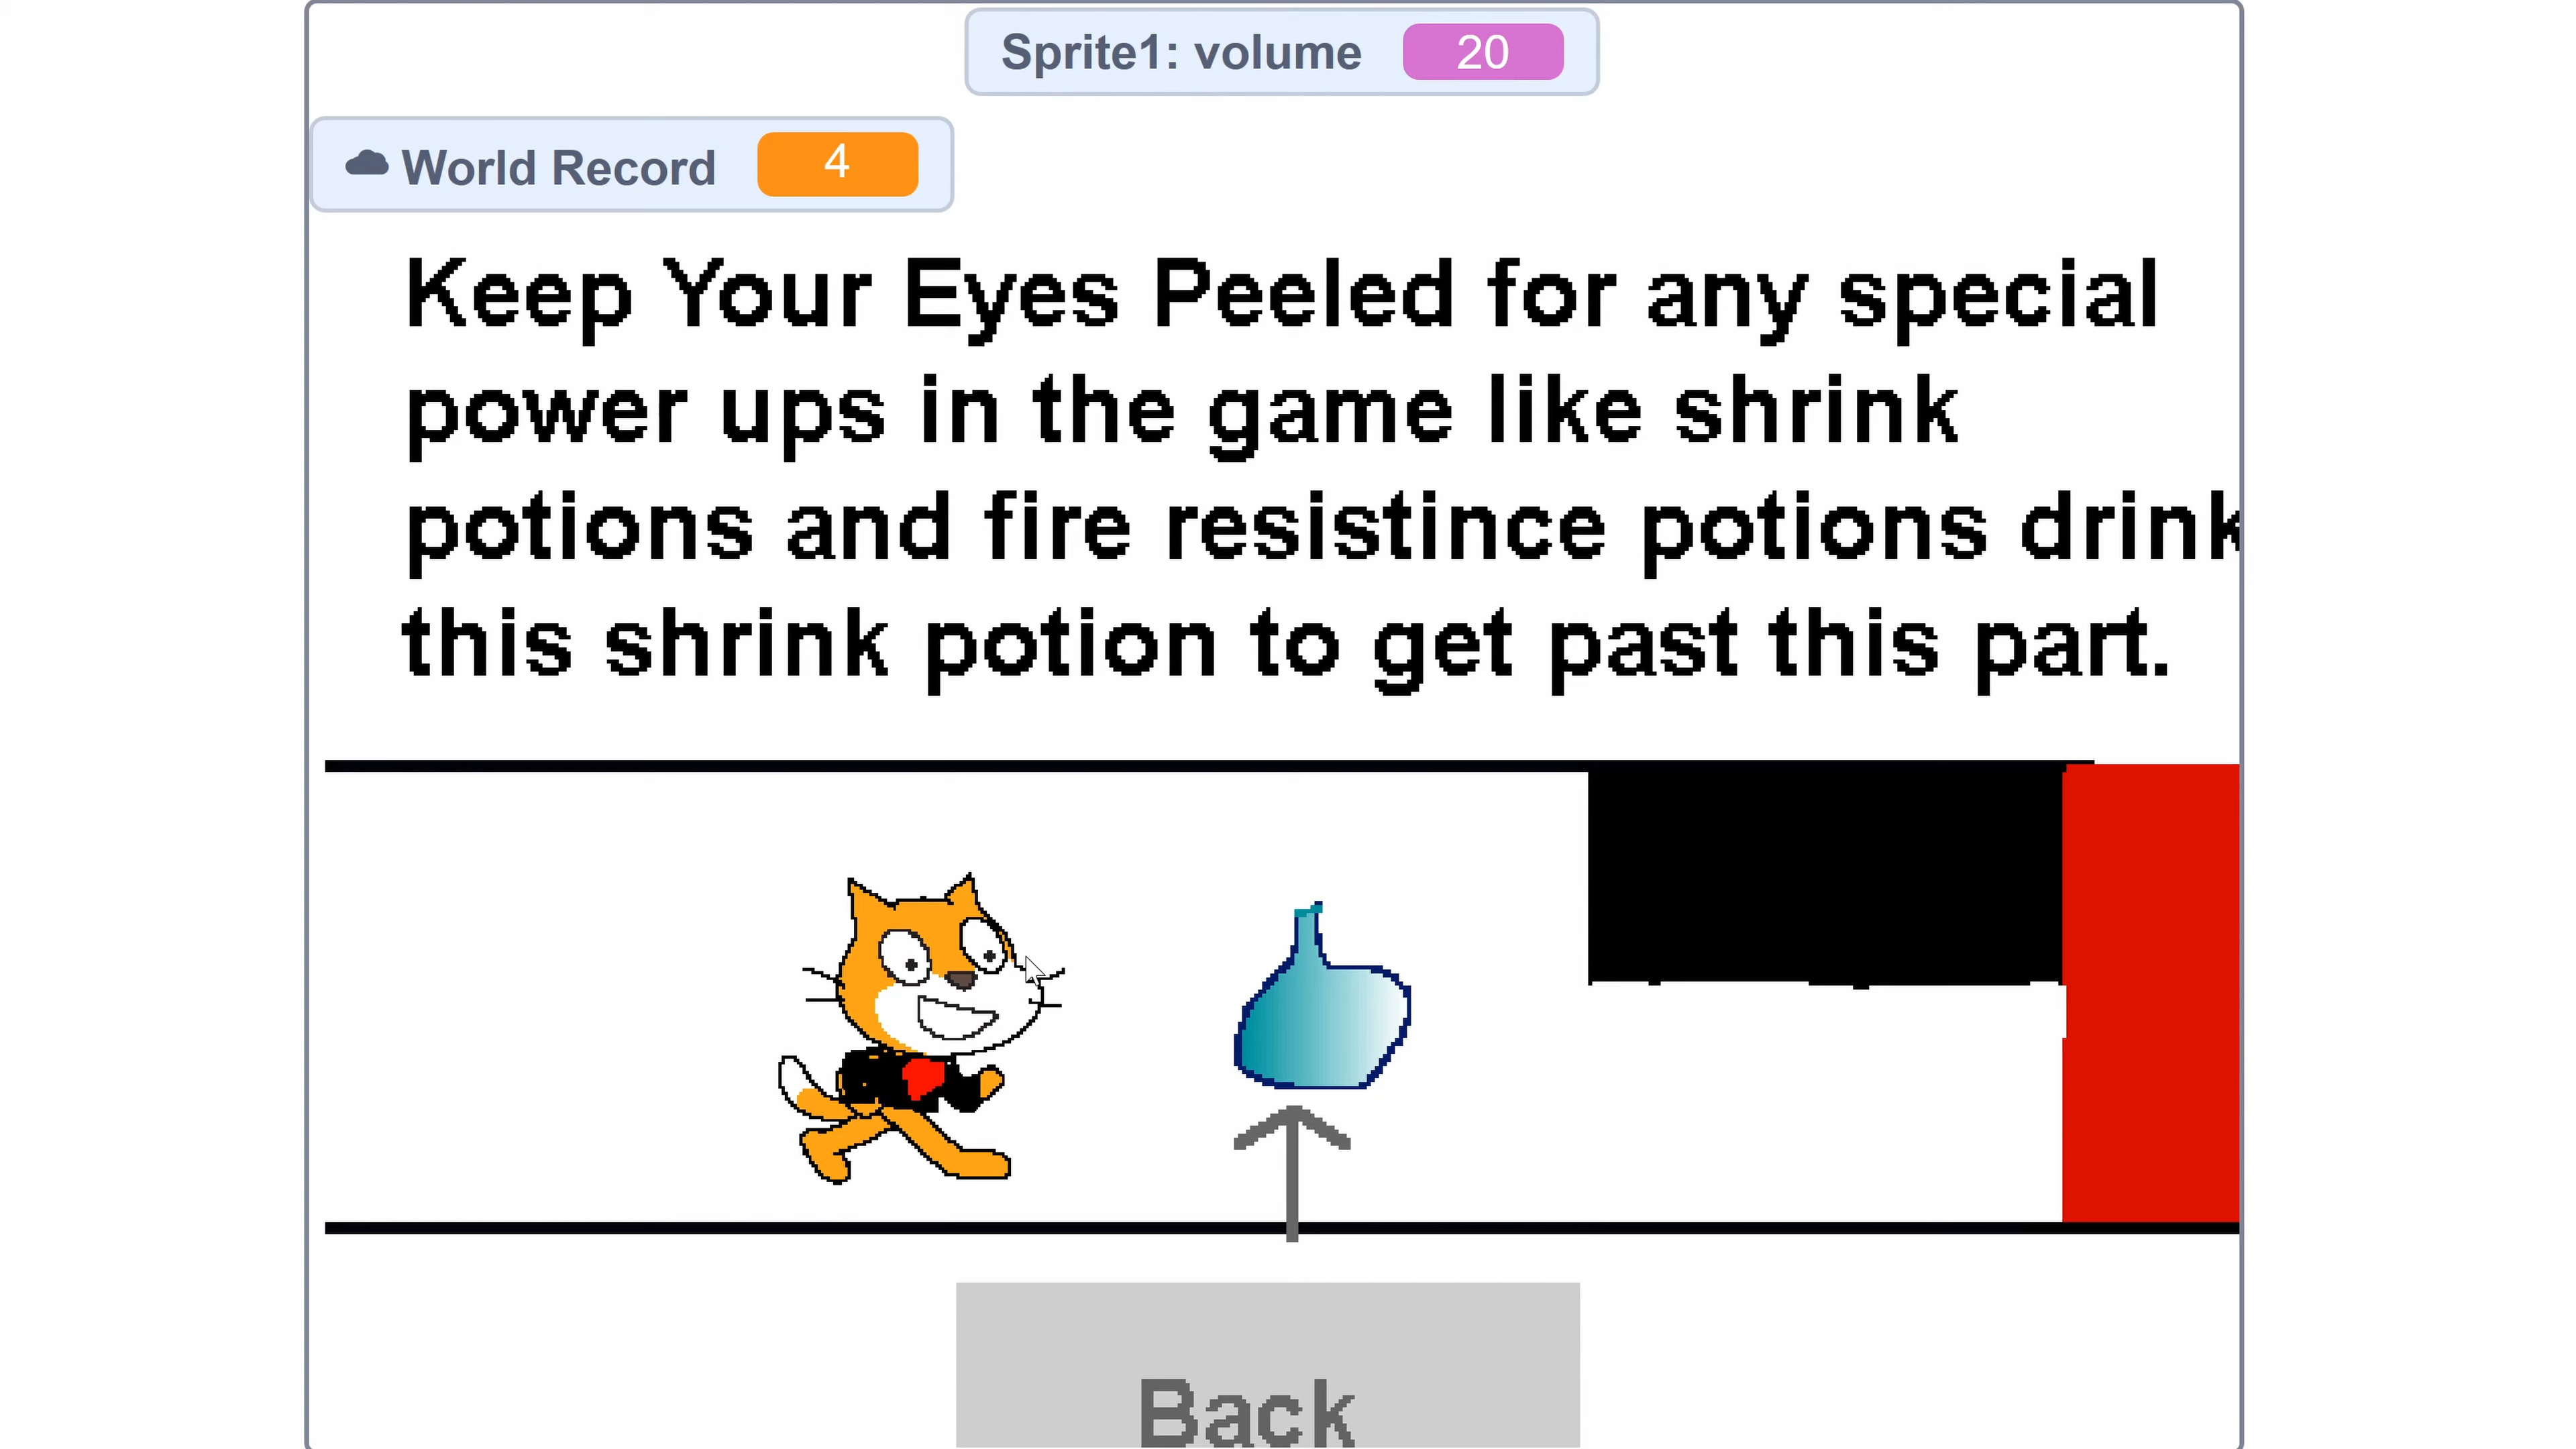 Sprite1: volume 20
World Record 4
Keep Your Eyes Peeled for any special
power ups in the game like shrink
potions and fire resistince potions drink
this shrink potion to get past this part.
Back